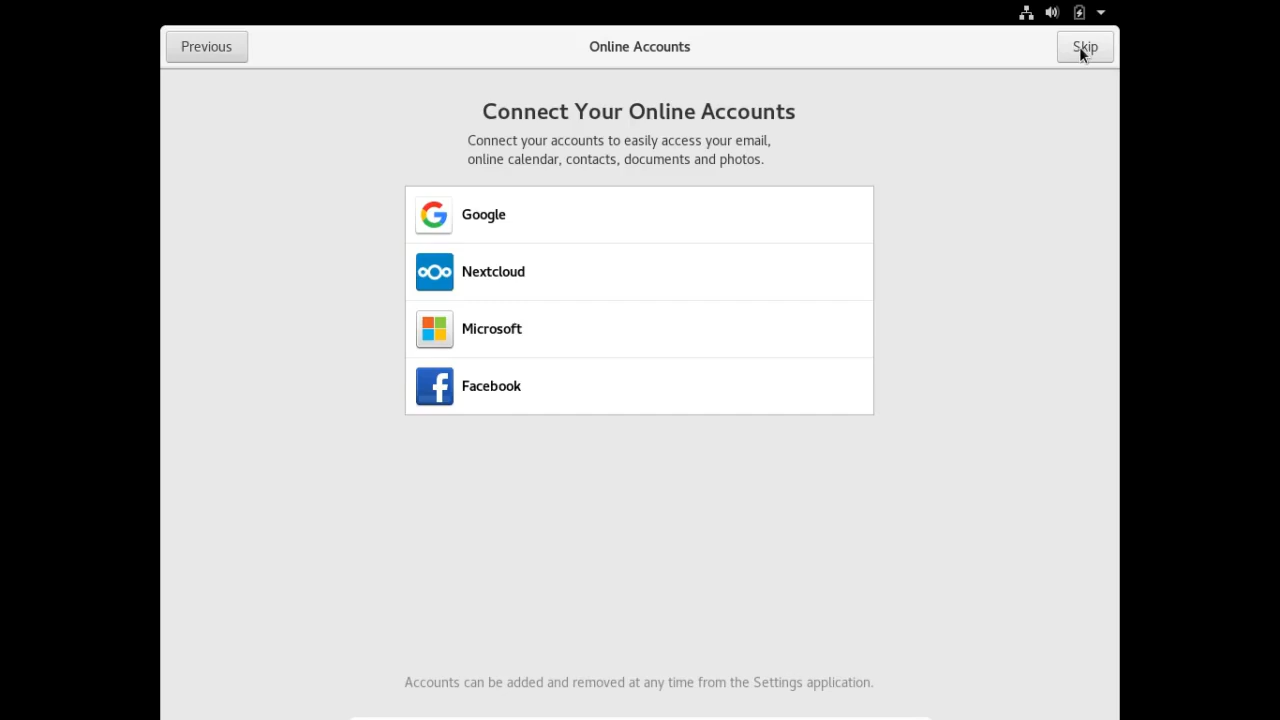 Previous
Online Accounts
Skip
Connect Your Online Accounts
Connect your accounts to easily access your email,
online calendar, contacts, documents and photos.
Google
Nextcloud
Microsoft
Facebook
Accounts can be added and removed at any time from the Settings application.